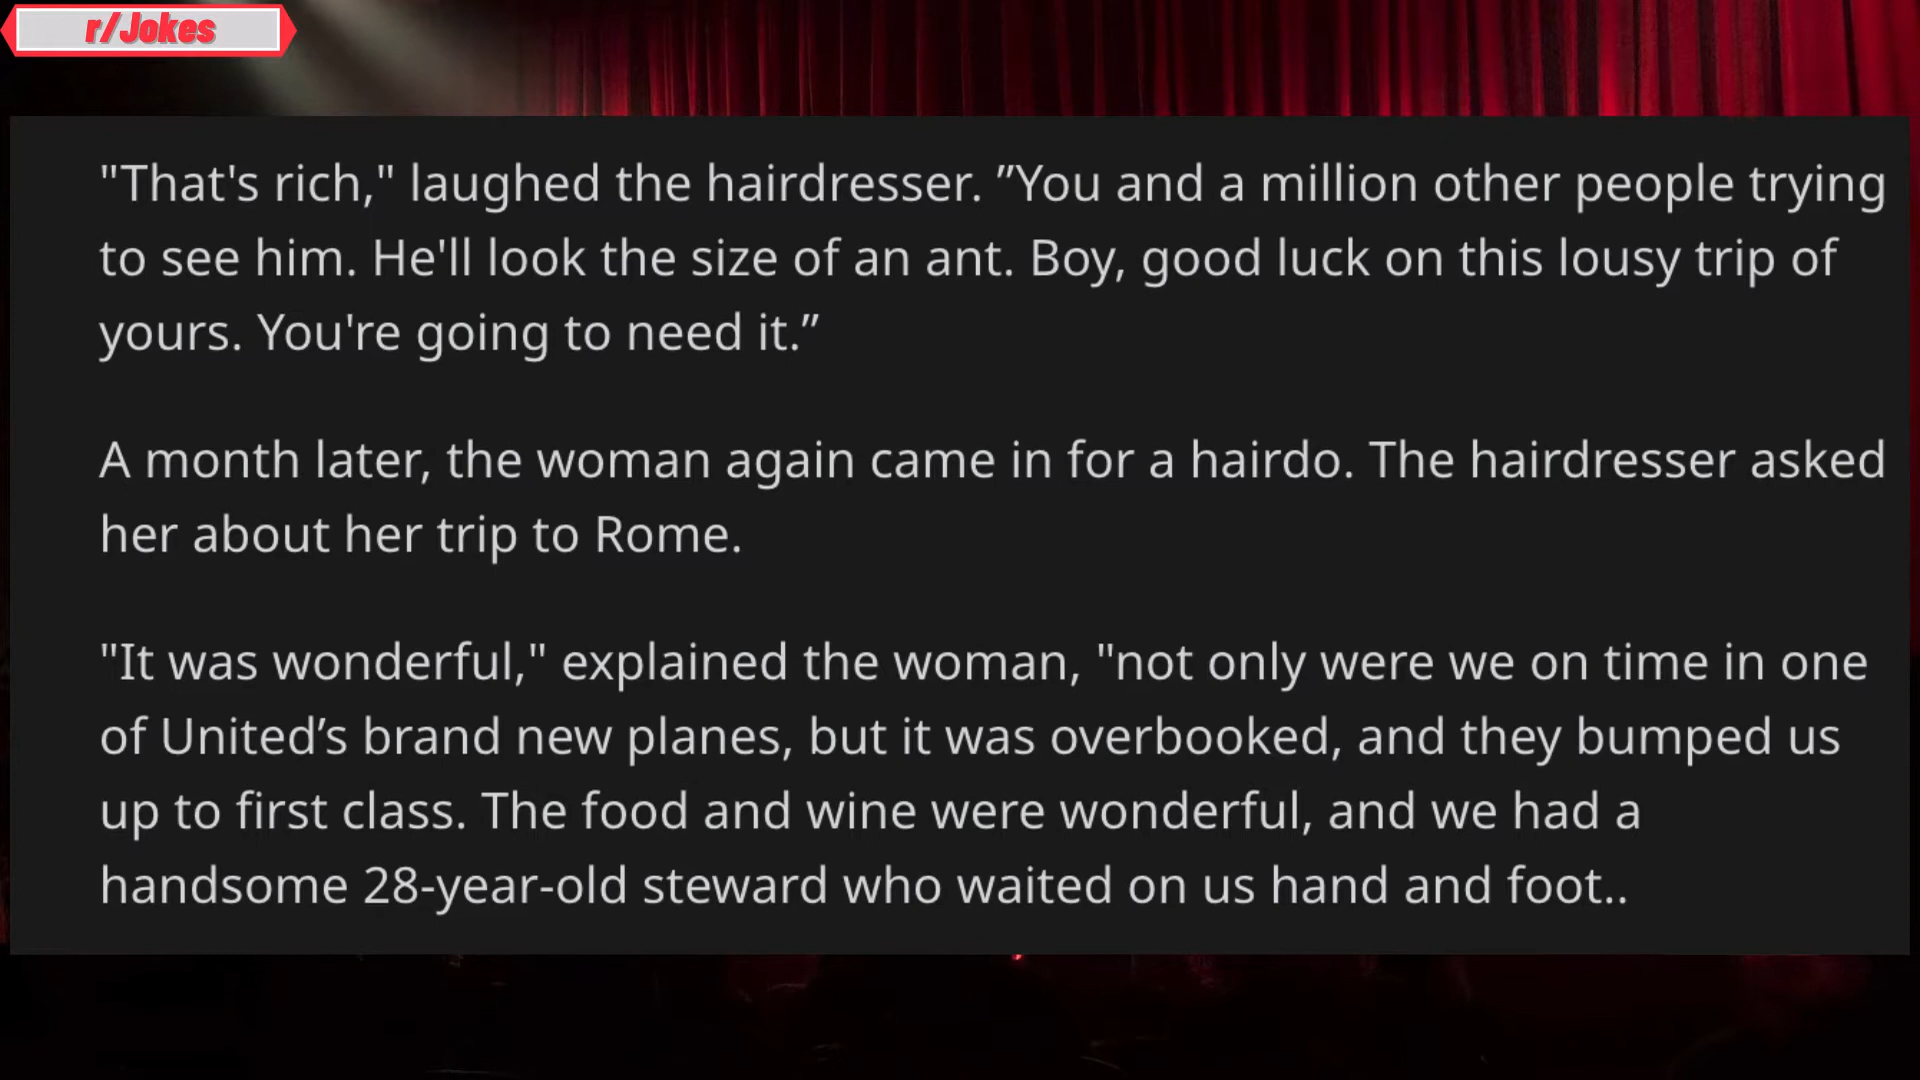 r/Jokes
"That's rich," laughed the hairdresser. ”You and a million other people trying
to see him. He'll look the size of an ant. Boy, good luck on this lousy trip of
yours. You're going to need it.”
A month later, the woman again came in for a hairdo. The hairdresser asked
her about her trip to Rome.
"It was wonderful," explained the woman, "not only were we on time in one
of United’s brand new planes, but it was overbooked, and they bumped us
up to first class. The food and wine were wonderful, and we had a
handsome 28-year-old steward who waited on us hand and foot..